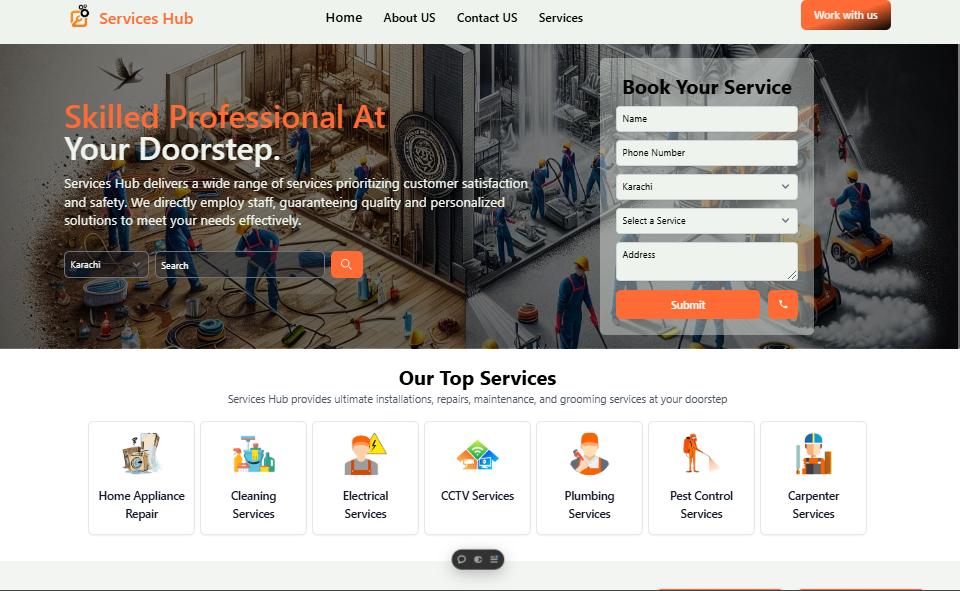 Services Hub
Home
About US
Contact US
Services
Work with us
Skilled Professional At
Your Doorstep.
Services Hub delivers a wide range of services prioritizing customer satisfaction
and safety. We directly employ staff, guaranteeing quality and personalized
solutions to meet your needs effectively.
Karachi
Search
Book Your Service
Name
Phone Number
Karachi
Select a Service
Address
Submit
Our Top Services
Services Hub provides ultimate installations, repairs, maintenance, and grooming services at your doorstep
Home Appliance
Repair
Cleaning
Services
Electrical
Services
CCTV Services
Plumbing
Services
Pest Control
Services
Carpenter
Services